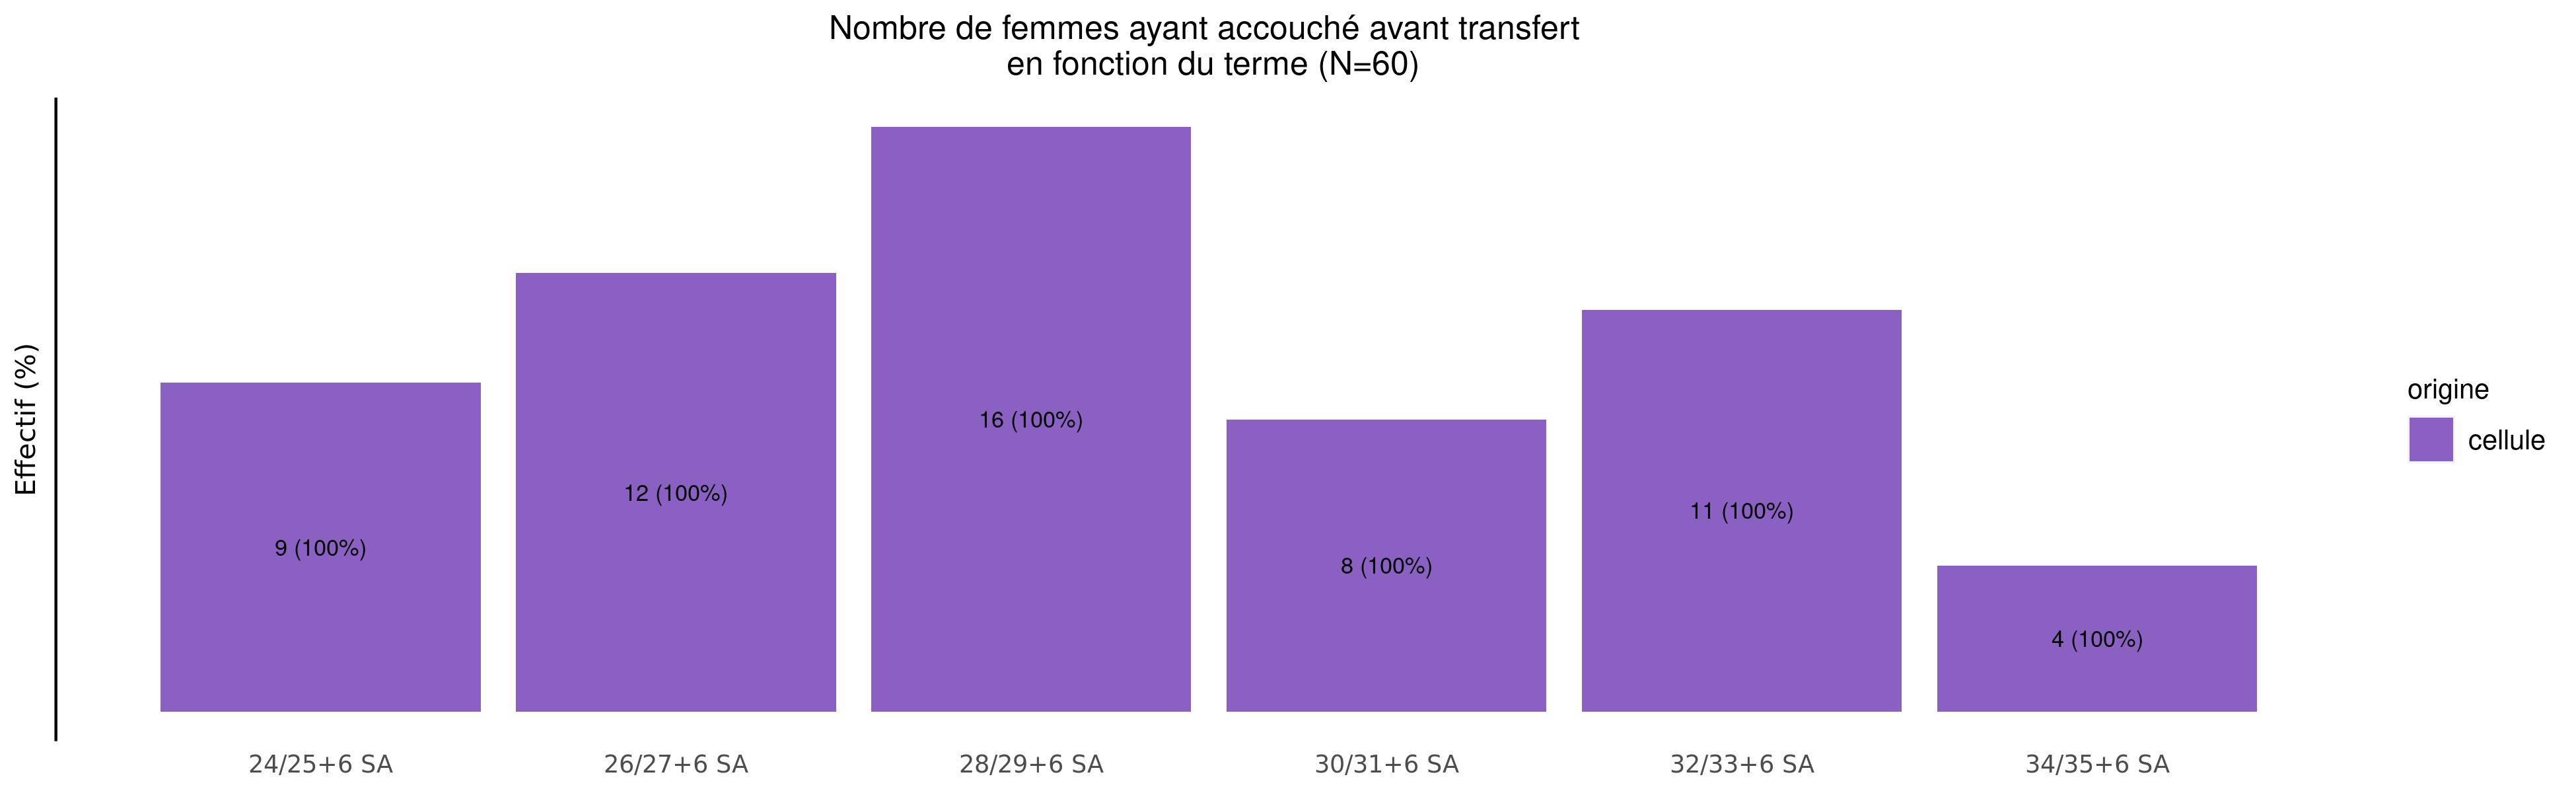 Nombre de femmes ayant accouché avant transfert
en fonction du terme (N=60)
Effectif (%)
9 (100%)
12 (100%)
16 (100%)
8 (100%)
11 (100%)
4 (100%)
24/25+6 SA
26/27+6 SA
28/29+6 SA
30/31+6 SA
32/33+6 SA
34/35+6 SA
origine
cellule